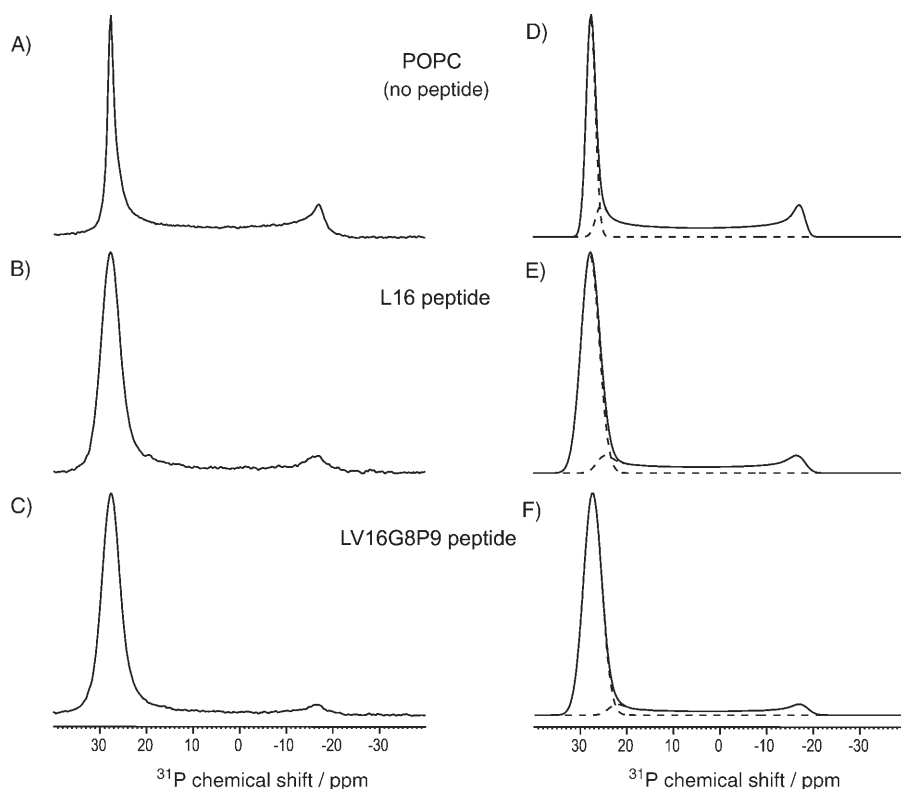 A)
D)
POPC
(no peptide)
B)
E)
L16 peptide
C)
F)
LV16G8P9 peptide
30 20 10 0 -10 -20 -30
30 20 10 0 -10 -20 -30
³¹P chemical shift / ppm
³¹P chemical shift / ppm